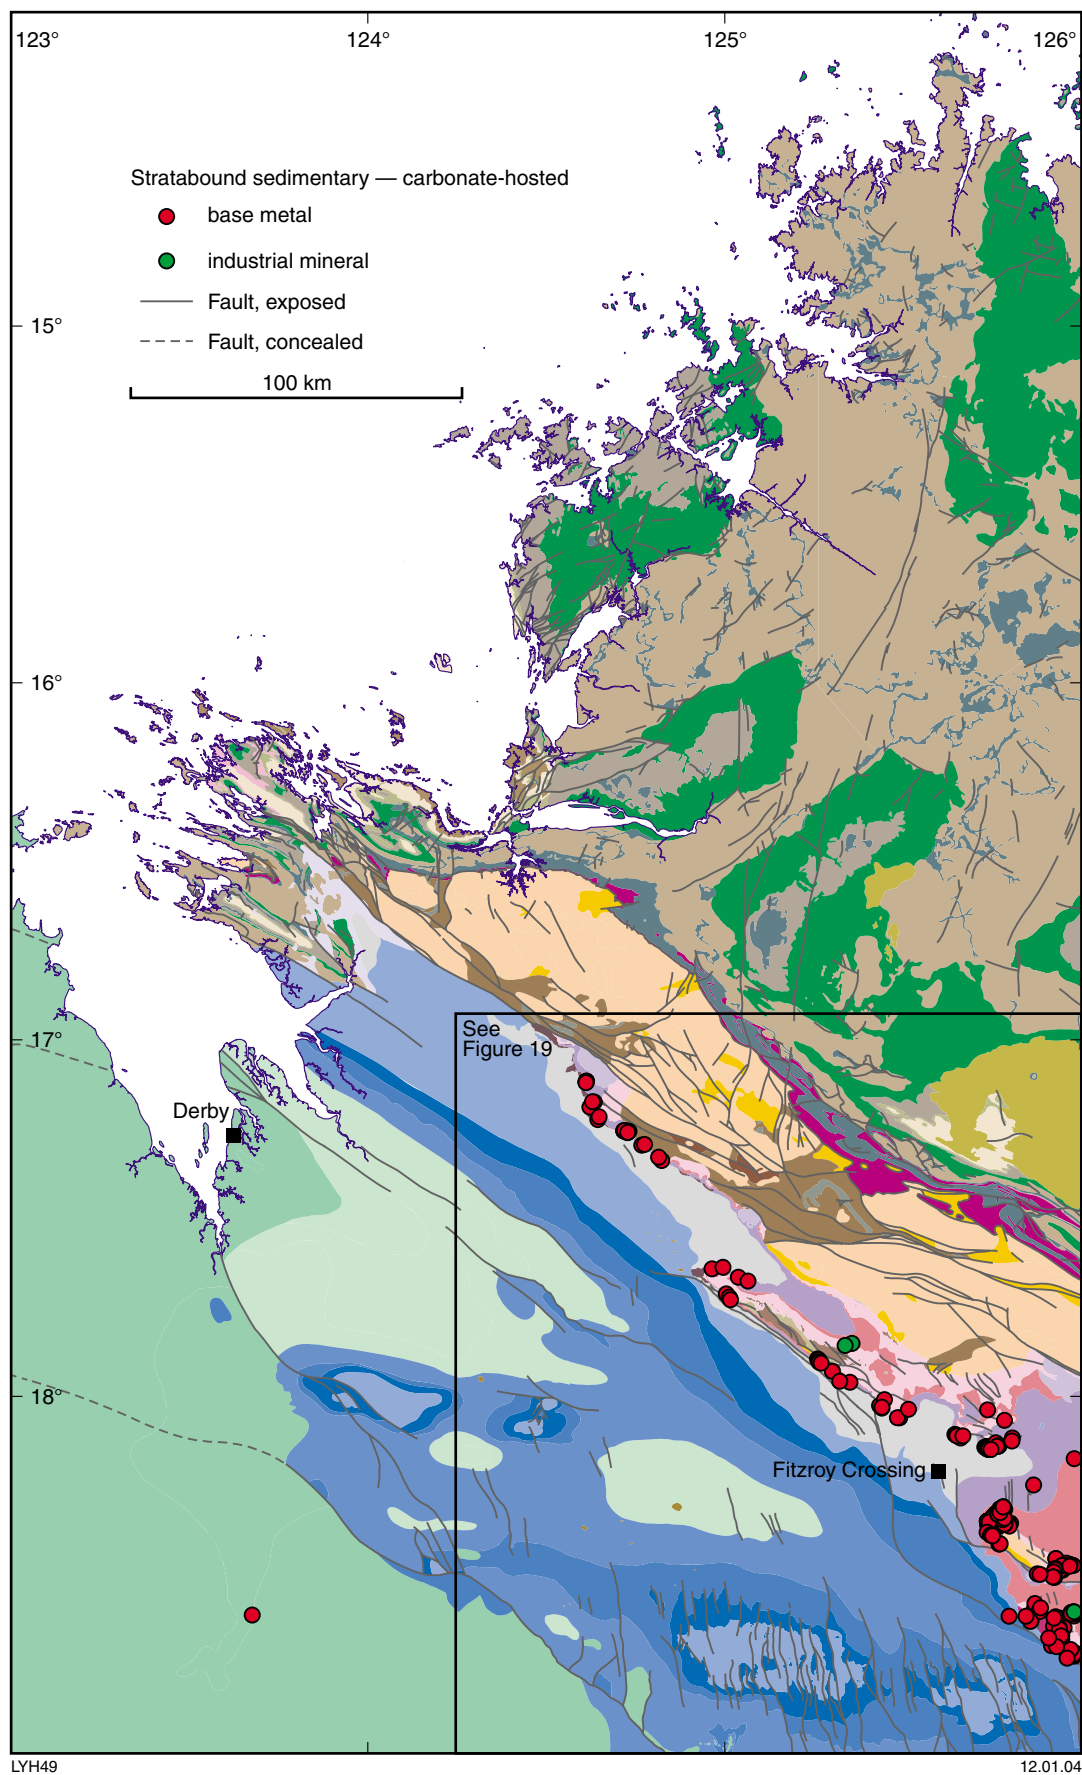 123° 124° 125° 126°
Stratabound sedimentary — carbonate-hosted
base metal
industrial mineral
Fault, exposed
Fault, concealed
100 km
15°
16°
17°
18°
See
Figure 19
Derby
Fitzroy Crossing
LYH49
12.01.04